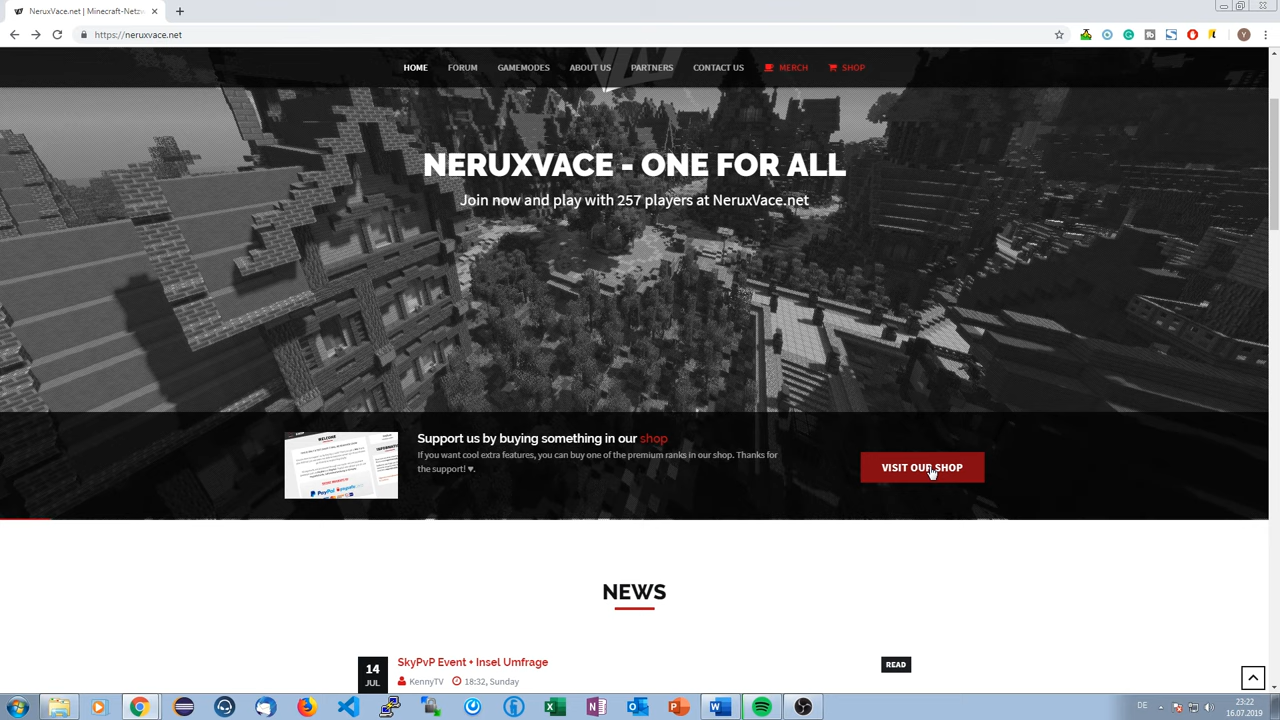 NeruxVace.net | Minecraft-Netzw
https://neruxvace.net
Y
HOME
FORUM
GAMEMODES
ABOUT US
PARTNERS
CONTACT US
MERCH
SHOP
NERUXVACE - ONE FOR ALL
Join now and play with 257 players at NeruxVace.net
WELCOME
PayPal
Support us by buying something in our shop
If you want cool extra features, you can buy one of the premium ranks in our shop. Thanks for
the support! ♥.
VISIT OUR SHOP
NEWS
14
JUL
SkyPvP Event + Insel Umfrage
KennyTV
18:32, Sunday
READ
DE
23:22
16.07.2019